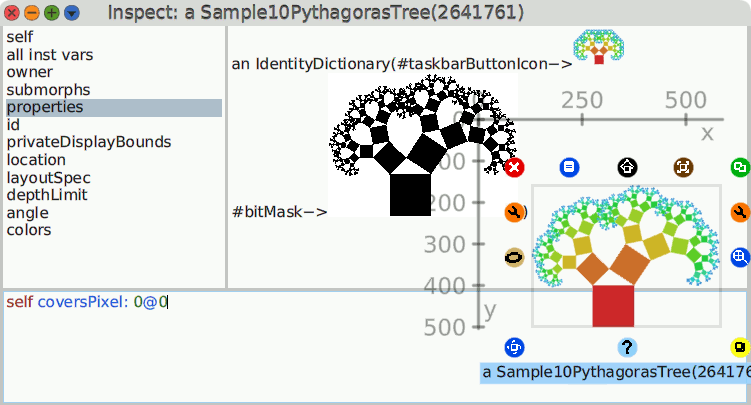 Inspect: a Sample10PythagorasTree(2641761)
self
all inst vars
owner
submorphs
properties
id
privateDisplayBounds
location
layoutSpec
depthLimit
angle
colors
an IdentityDictionary(#taskbarButtonIcon->
#bitMask->
)
250 500
x
00
200
300
400
500
y
self coversPixel: 0@0
?
a Sample10PythagorasTree(264176